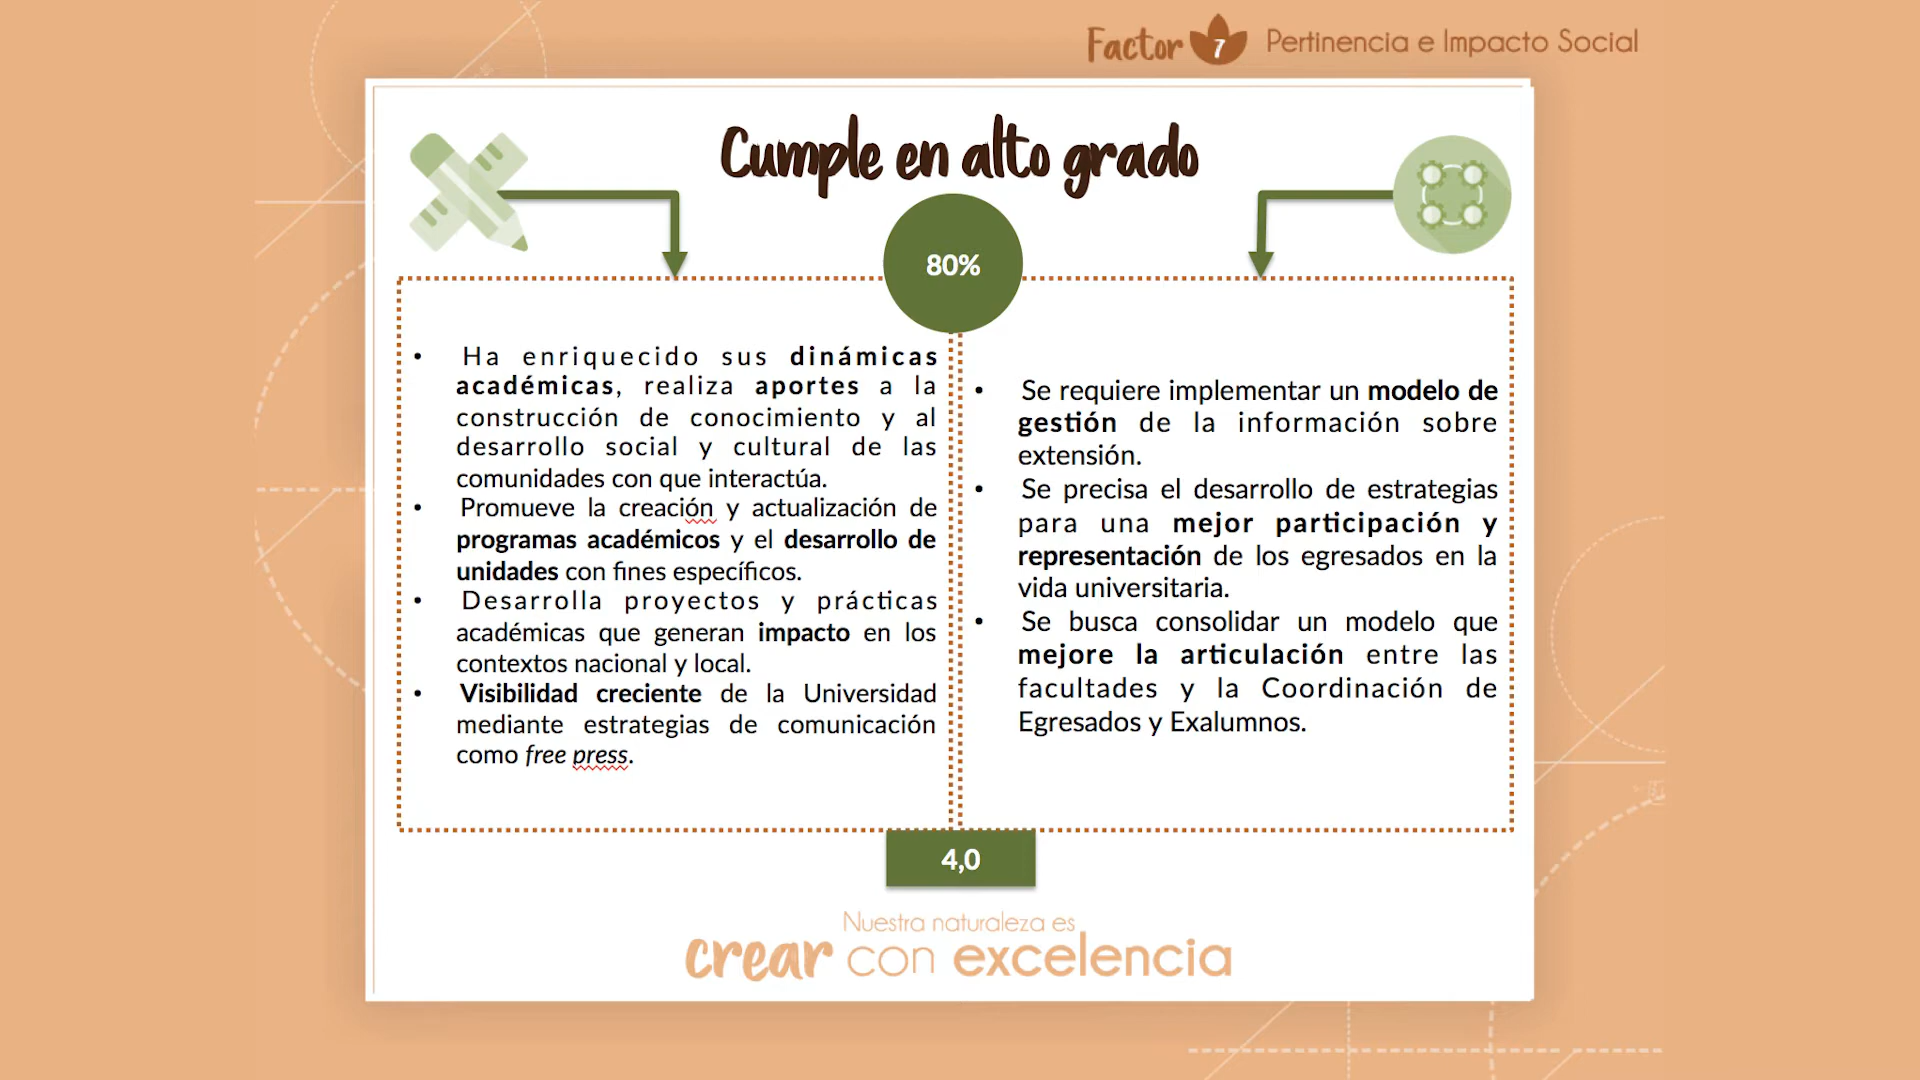 Factor 7 Pertinencia e Impacto Social
Cumple en alto grado
80%
• Ha enriquecido sus dinámicas
académicas, realiza aportes a la
construcción de conocimiento y al
desarrollo social y cultural de las
comunidades con que interactúa.
• Promueve la creación y actualización de
programas académicos y el desarrollo de
unidades con fines específicos.
• Desarrolla proyectos y prácticas
académicas que generan impacto en los
contextos nacional y local.
• Visibilidad creciente de la Universidad
mediante estrategias de comunicación
como free press.
• Se requiere implementar un modelo de
gestión de la información sobre
extensión.
• Se precisa el desarrollo de estrategias
para una mejor participación y
representación de los egresados en la
vida universitaria.
• Se busca consolidar un modelo que
mejore la articulación entre las
facultades y la Coordinación de
Egresados y Exalumnos.
4,0
Nuestra naturaleza es
crear con excelencia